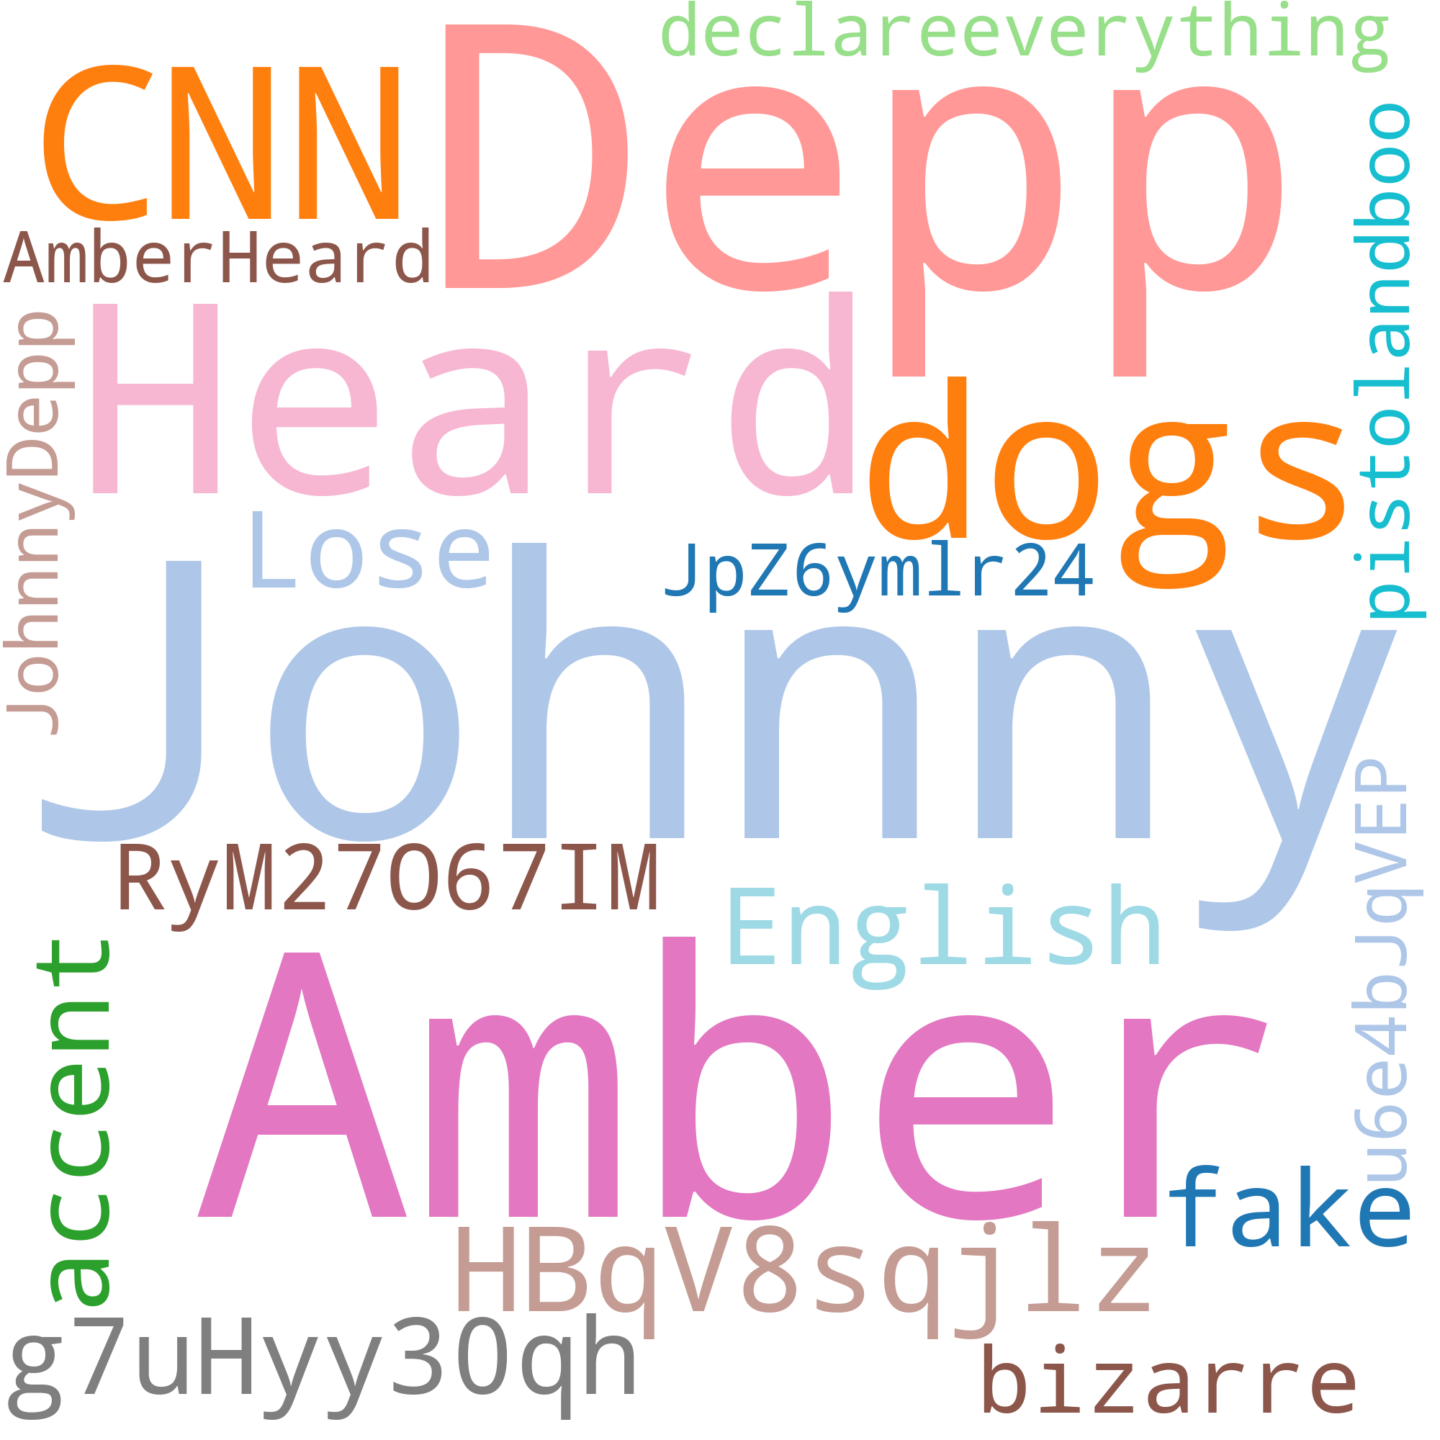 declareeverything
CNN
Depp
AmberHeard
pistolandboo
JohnnyDepp
Heard
dogs
Lose
JpZ6ymlr24
Johnny
RyM27O67IM
English
u6e4bJqVEP
accent
Amber
fake
HBqV8sqjlz
g7uHyy30qh
bizarre